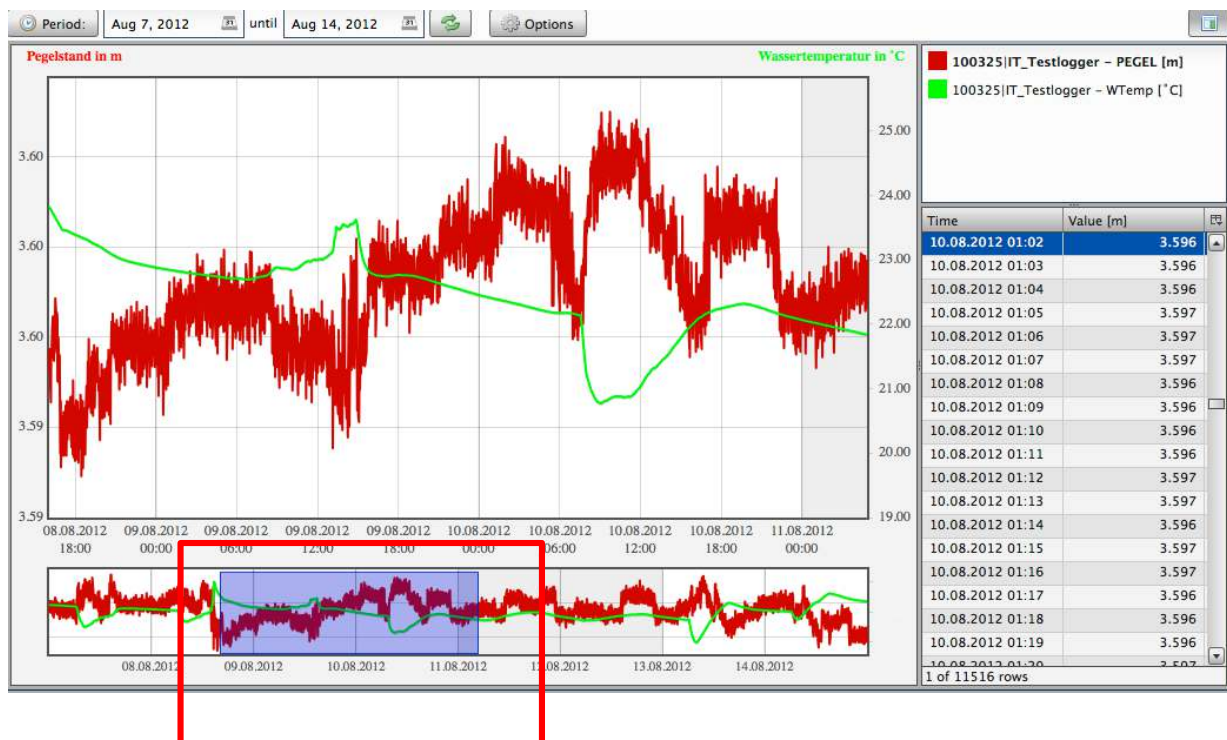 Period: Aug 7, 2012 31 until Aug 14, 2012 31 Options
Pegelstand in m
Wassertemperatur in °C
3.60
3.60
3.60
3.59
3.59
25.00
24.00
23.00
22.00
21.00
20.00
19.00
08.08.2012 09.08.2012 09.08.2012 09.08.2012 09.08.2012 10.08.2012 10.08.2012 10.08.2012 10.08.2012 11.08.2012
18:00 00:00 06:00 12:00 18:00 00:00 06:00 12:00 18:00 00:00
08.08.2012 09.08.2012 10.08.2012 11.08.2012 12.08.2012 13.08.2012 14.08.2012
100325|IT_Testlogger - PEGEL [m]
100325|IT_Testlogger - WTemp [°C]
Time Value [m]
10.08.2012 01:02 3.596
10.08.2012 01:03 3.596
10.08.2012 01:04 3.596
10.08.2012 01:05 3.597
10.08.2012 01:06 3.597
10.08.2012 01:07 3.597
10.08.2012 01:08 3.596
10.08.2012 01:09 3.596
10.08.2012 01:10 3.596
10.08.2012 01:11 3.596
10.08.2012 01:12 3.597
10.08.2012 01:13 3.597
10.08.2012 01:14 3.596
10.08.2012 01:15 3.597
10.08.2012 01:16 3.597
10.08.2012 01:17 3.596
10.08.2012 01:18 3.596
10.08.2012 01:19 3.596
10.08.2012 01:20 3.597
1 of 11516 rows